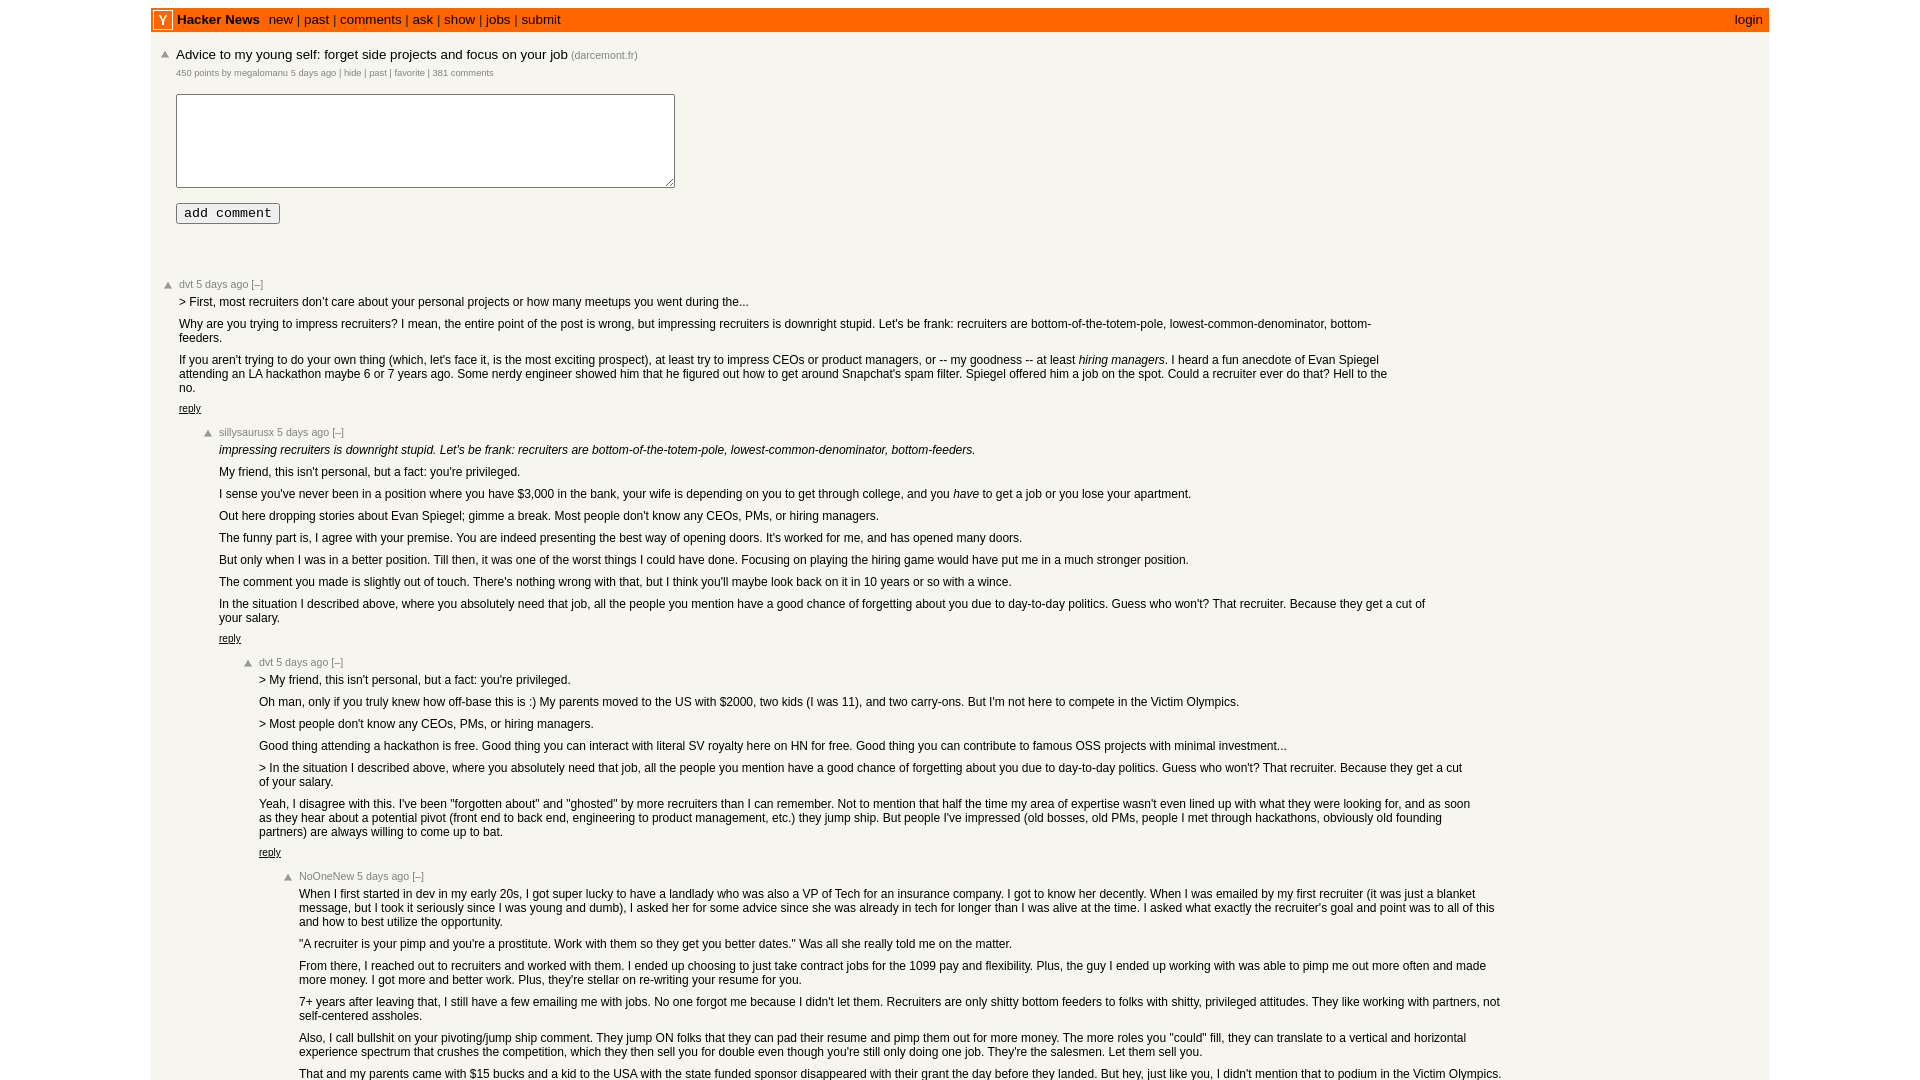 Y Hacker News new | past | comments | ask | show | jobs | submit login
Advice to my young self: forget side projects and focus on your job (darcemont.fr)
450 points by megalomanu 5 days ago | hide | past | favorite | 381 comments
add comment
dvt 5 days ago [–]
> First, most recruiters don’t care about your personal projects or how many meetups you went during the...
Why are you trying to impress recruiters? I mean, the entire point of the post is wrong, but impressing recruiters is downright stupid. Let's be frank: recruiters are bottom-of-the-totem-pole, lowest-common-denominator, bottom-
feeders.
If you aren't trying to do your own thing (which, let's face it, is the most exciting prospect), at least try to impress CEOs or product managers, or -- my goodness -- at least hiring managers. I heard a fun anecdote of Evan Spiegel
attending an LA hackathon maybe 6 or 7 years ago. Some nerdy engineer showed him that he figured out how to get around Snapchat's spam filter. Spiegel offered him a job on the spot. Could a recruiter ever do that? Hell to the
no.
reply
sillysaurusx 5 days ago [–]
impressing recruiters is downright stupid. Let's be frank: recruiters are bottom-of-the-totem-pole, lowest-common-denominator, bottom-feeders.
My friend, this isn't personal, but a fact: you're privileged.
I sense you've never been in a position where you have $3,000 in the bank, your wife is depending on you to get through college, and you have to get a job or you lose your apartment.
Out here dropping stories about Evan Spiegel; gimme a break. Most people don't know any CEOs, PMs, or hiring managers.
The funny part is, I agree with your premise. You are indeed presenting the best way of opening doors. It's worked for me, and has opened many doors.
But only when I was in a better position. Till then, it was one of the worst things I could have done. Focusing on playing the hiring game would have put me in a much stronger position.
The comment you made is slightly out of touch. There's nothing wrong with that, but I think you'll maybe look back on it in 10 years or so with a wince.
In the situation I described above, where you absolutely need that job, all the people you mention have a good chance of forgetting about you due to day-to-day politics. Guess who won't? That recruiter. Because they get a cut of
your salary.
reply
dvt 5 days ago [–]
> My friend, this isn't personal, but a fact: you're privileged.
Oh man, only if you truly knew how off-base this is :) My parents moved to the US with $2000, two kids (I was 11), and two carry-ons. But I'm not here to compete in the Victim Olympics.
> Most people don't know any CEOs, PMs, or hiring managers.
Good thing attending a hackathon is free. Good thing you can interact with literal SV royalty here on HN for free. Good thing you can contribute to famous OSS projects with minimal investment...
> In the situation I described above, where you absolutely need that job, all the people you mention have a good chance of forgetting about you due to day-to-day politics. Guess who won't? That recruiter. Because they get a cut
of your salary.
Yeah, I disagree with this. I've been "forgotten about" and "ghosted" by more recruiters than I can remember. Not to mention that half the time my area of expertise wasn't even lined up with what they were looking for, and as soon
as they hear about a potential pivot (front end to back end, engineering to product management, etc.) they jump ship. But people I've impressed (old bosses, old PMs, people I met through hackathons, obviously old founding
partners) are always willing to come up to bat.
reply
NoOneNew 5 days ago [–]
When I first started in dev in my early 20s, I got super lucky to have a landlady who was also a VP of Tech for an insurance company. I got to know her decently. When I was emailed by my first recruiter (it was just a blanket
message, but I took it seriously since I was young and dumb), I asked her for some advice since she was already in tech for longer than I was alive at the time. I asked what exactly the recruiter's goal and point was to all of this
and how to best utilize the opportunity.
"A recruiter is your pimp and you're a prostitute. Work with them so they get you better dates." Was all she really told me on the matter.
From there, I reached out to recruiters and worked with them. I ended up choosing to just take contract jobs for the 1099 pay and flexibility. Plus, the guy I ended up working with was able to pimp me out more often and made
more money. I got more and better work. Plus, they're stellar on re-writing your resume for you.
7+ years after leaving that, I still have a few emailing me with jobs. No one forgot me because I didn't let them. Recruiters are only shitty bottom feeders to folks with shitty, privileged attitudes. They like working with partners, not
self-centered assholes.
Also, I call bullshit on your pivoting/jump ship comment. They jump ON folks that they can pad their resume and pimp them out for more money. The more roles you "could" fill, they can translate to a vertical and horizontal
experience spectrum that crushes the competition, which they then sell you for double even though you're still only doing one job. They're the salesmen. Let them sell you.
That and my parents came with $15 bucks and a kid to the USA with the state funded sponsor disappeared with their grant the day before they landed. But hey, just like you, I didn't mention that to podium in the Victim Olympics.